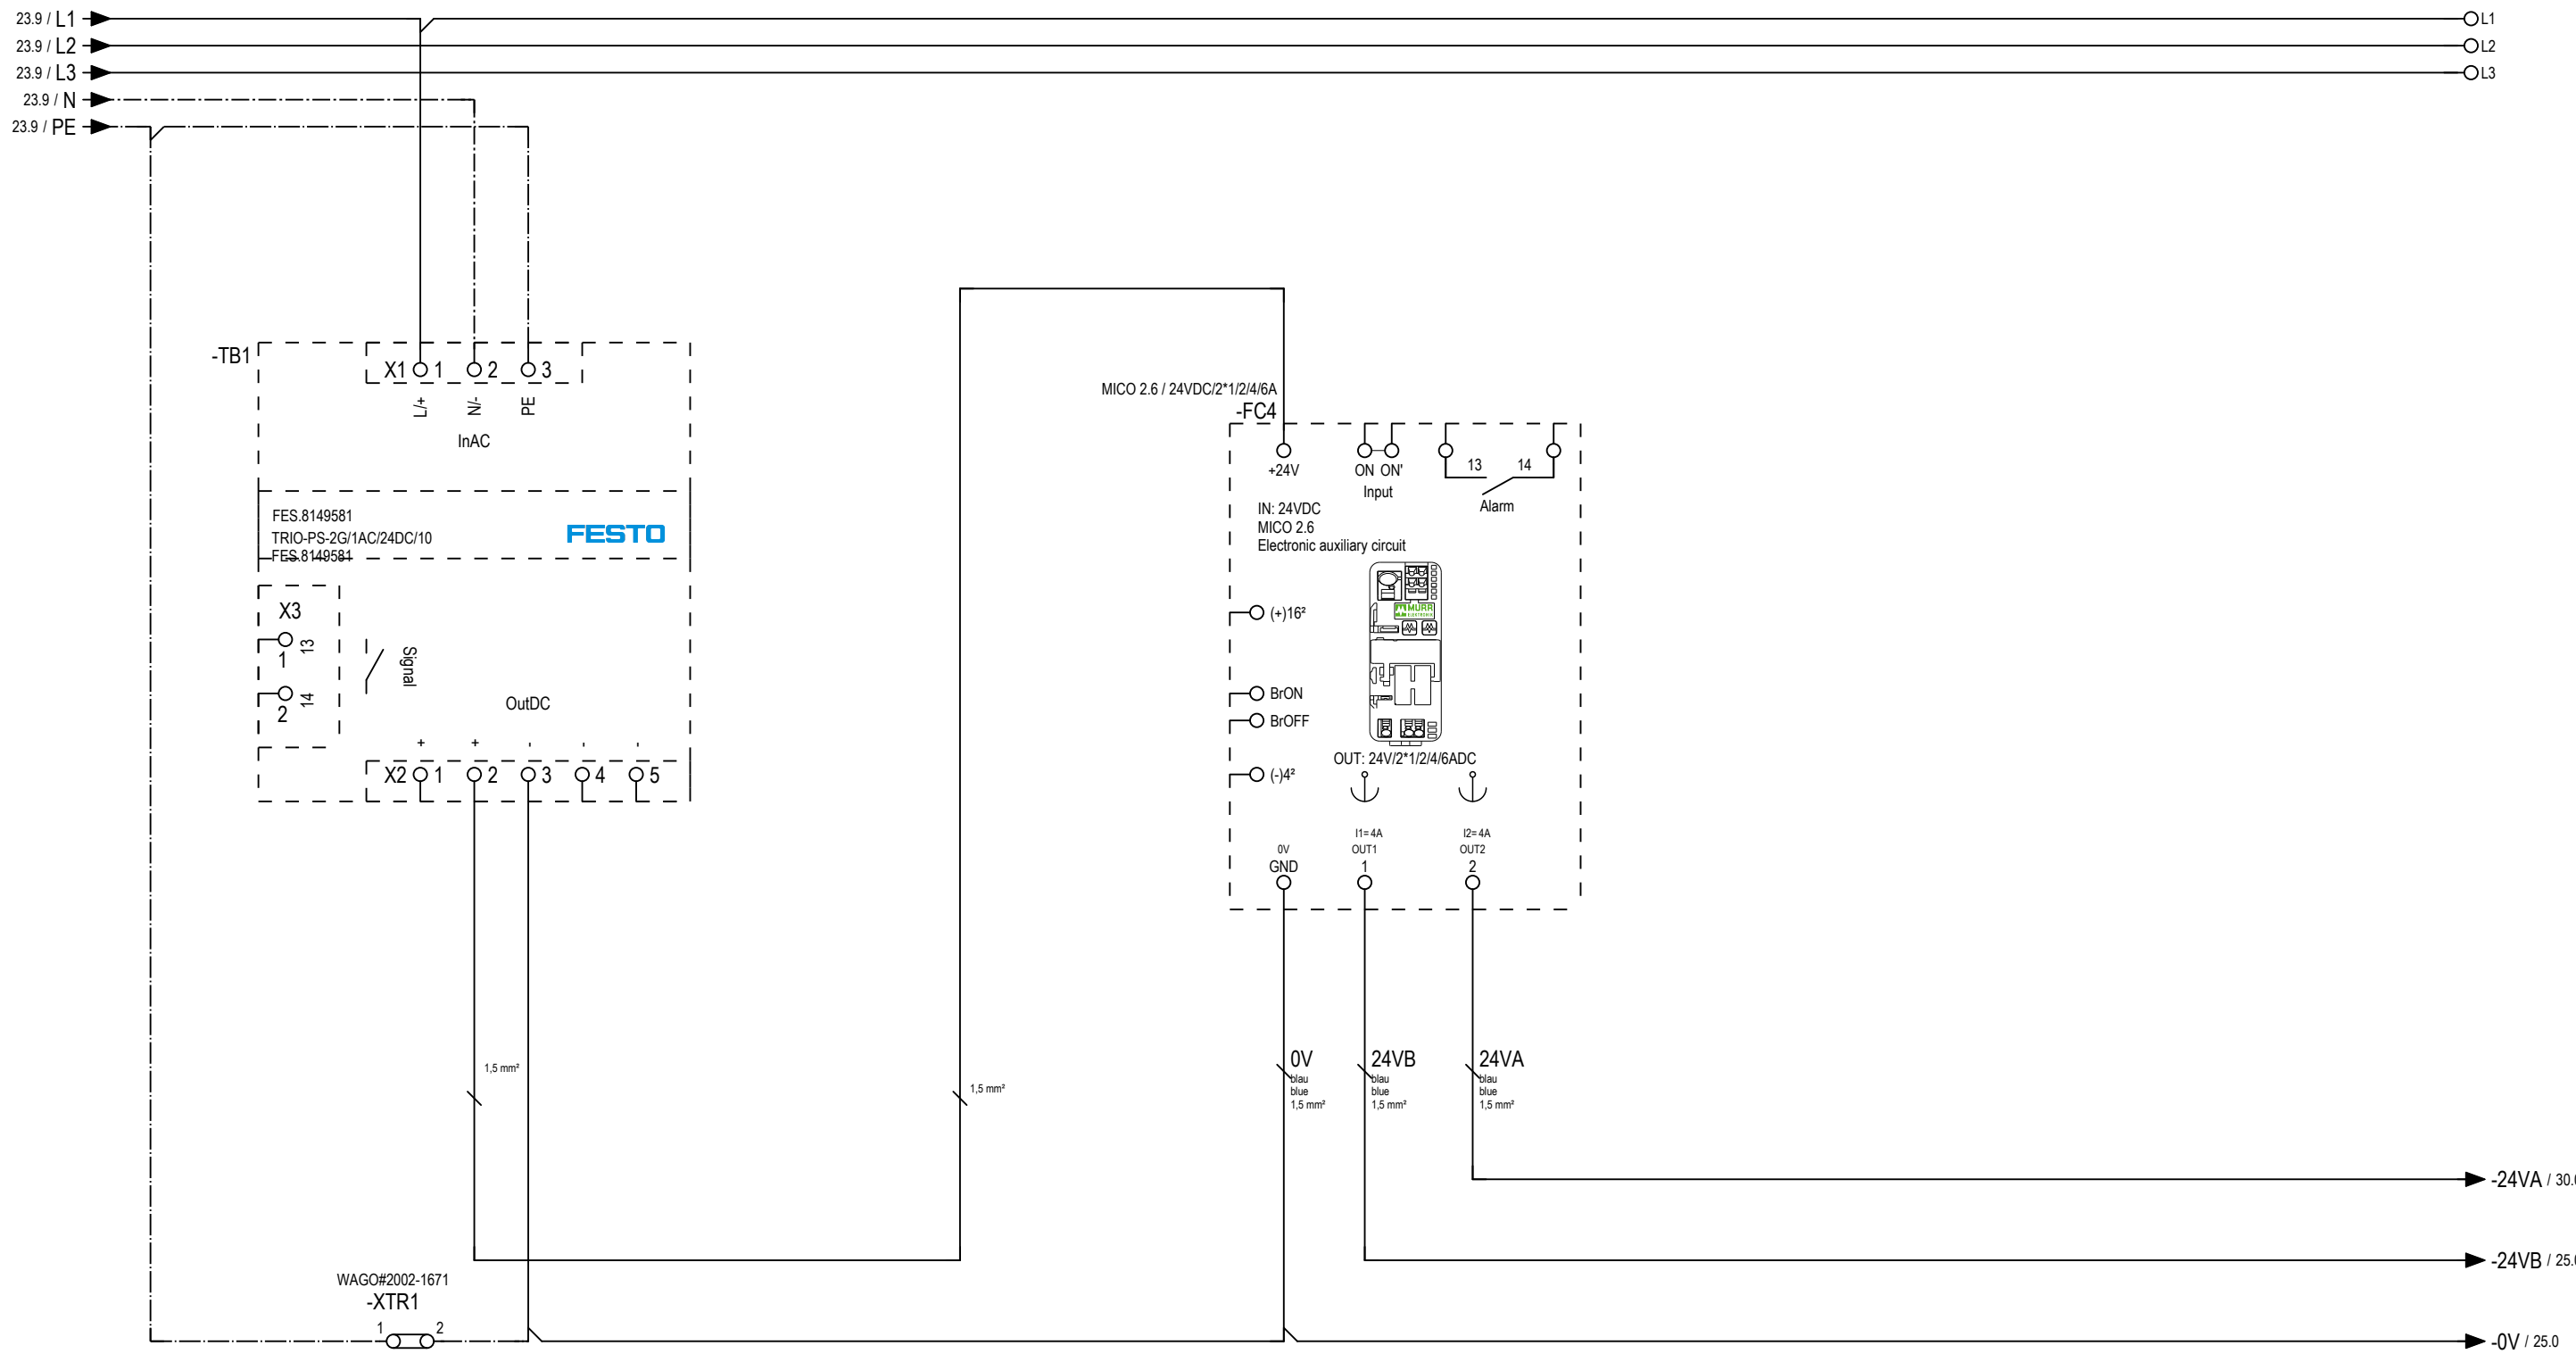 23.9 / L1
L1
23.9 / L2
L2
23.9 / L3
L3
23.9 / N
23.9 / PE
-TB1
X1 1 2 3
L/+ N/- PE
InAC
FES.8149581
TRIO-PS-2G/1AC/24DC/10
FES.8149581
FESTO
X3
1 13
2 14
Signal
OutDC
+ + - - -
X2 1 2 3 4 5
1,5 mm²
1,5 mm²
WAGO#2002-1671
-XTR1
1 2
MICO 2.6 / 24VDC/2*1/2/4/6A
-FC4
+24V
ON ON'
Input
13 14
Alarm
IN: 24VDC
MICO 2.6
Electronic auxiliary circuit
MURR
ELEKTRONIK
(+)16²
BrON
BrOFF
(-)4²
OUT: 24V/2*1/2/4/6ADC
I1=4A I2=4A
0V OUT1 OUT2
GND 1 2
0V
blau
blue
1,5 mm²
24VB
blau
blue
1,5 mm²
24VA
blau
blue
1,5 mm²
-24VA / 30.
-24VB / 25.
-0V / 25.0